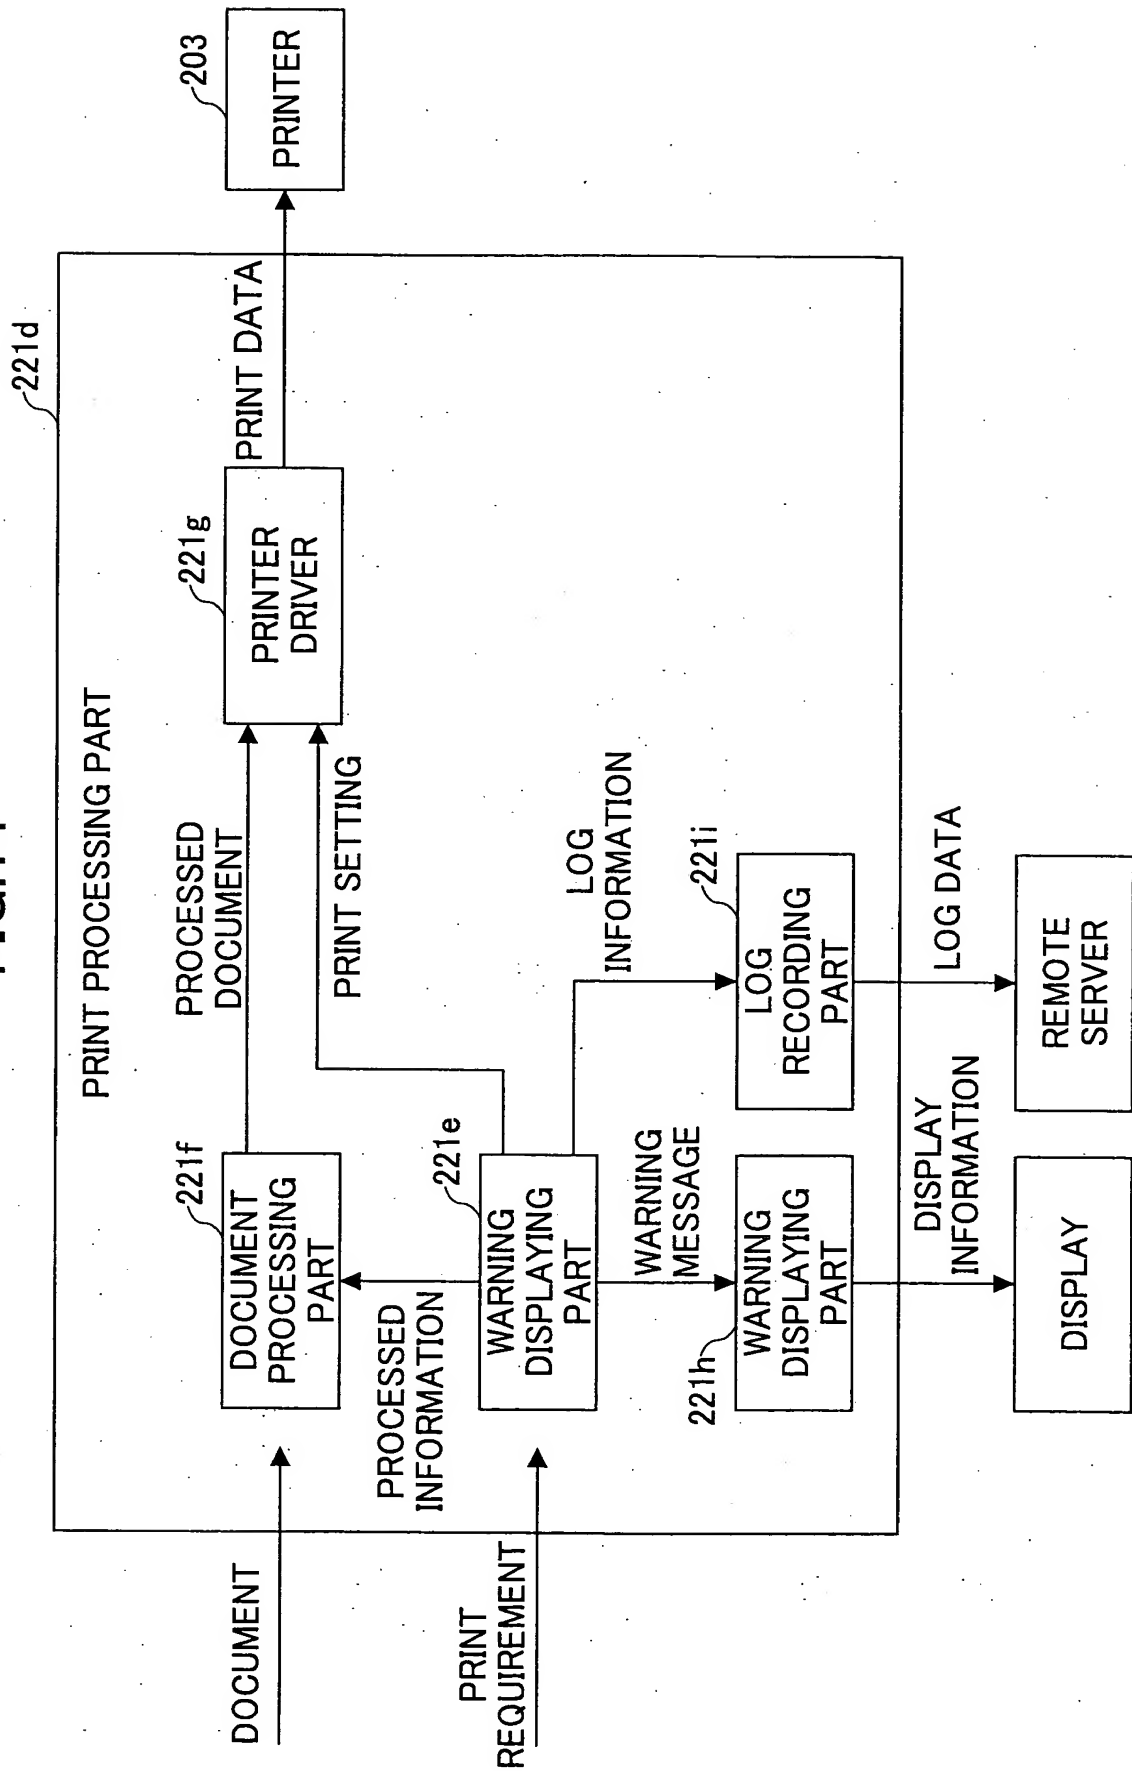 221d
PRINT PROCESSING PART
DOCUMENT
221f
DOCUMENT
PROCESSING
PART
PROCESSED
DOCUMENT
221g
PRINTER
DRIVER
PRINT DATA
203
PRINTER
PRINT SETTING
PROCESSED
INFORMATION
PRINT
REQUIREMENT
221e
WARNING
DISPLAYING
PART
LOG
INFORMATION
WARNING
MESSAGE
221h
WARNING
DISPLAYING
PART
221i
LOG
RECORDING
PART
DISPLAY
INFORMATION
LOG DATA
DISPLAY
REMOTE
SERVER